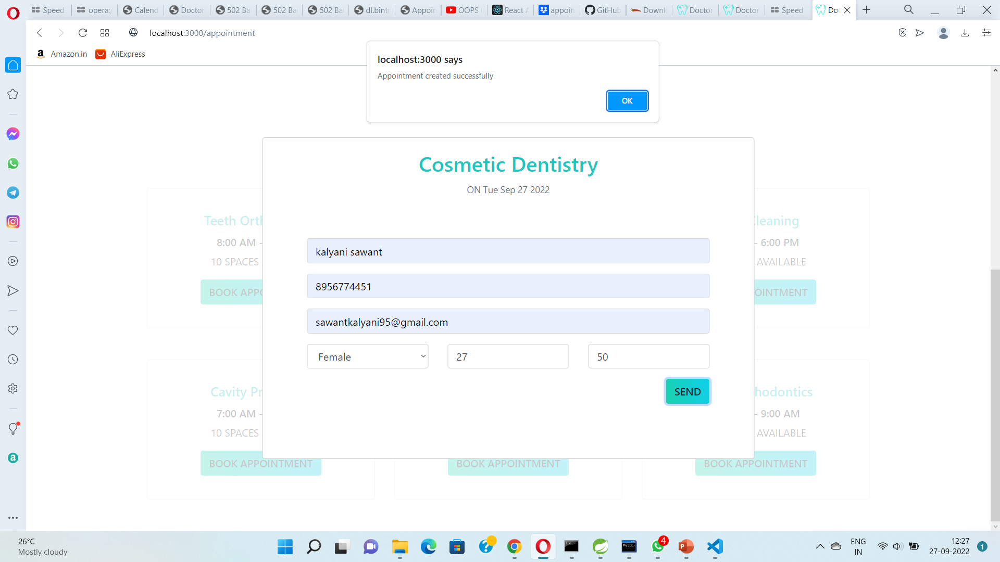 Speed
opera:/
Calend
Doctor
502 Ba
502 Ba
502 Ba
dl.bintr
Appoin
OOPS
React A
appoin
GitHub
Downl
Doctor
Doctor
Speed
Do
localhost:3000/appointment
Amazon.in
AliExpress
localhost:3000 says
Appointment created successfully
OK
Cosmetic Dentistry
ON Tue Sep 27 2022
kalyani sawant
8956774451
sawantkalyani95@gmail.com
Female
27
50
SEND
Teeth Ort
8:00 AM -
10 SPACES
BOOK APPO
Cleaning
- 6:00 PM
AVAILABLE
OINTMENT
Cavity Pr
7:00 AM -
10 SPACES
BOOK APPOINTMENT
BOOK APPOINTMENT
hodontics
- 9:00 AM
AVAILABLE
BOOK APPOINTMENT
26°C
Mostly cloudy
MySQL
4
ENG
IN
12:27
27-09-2022
1